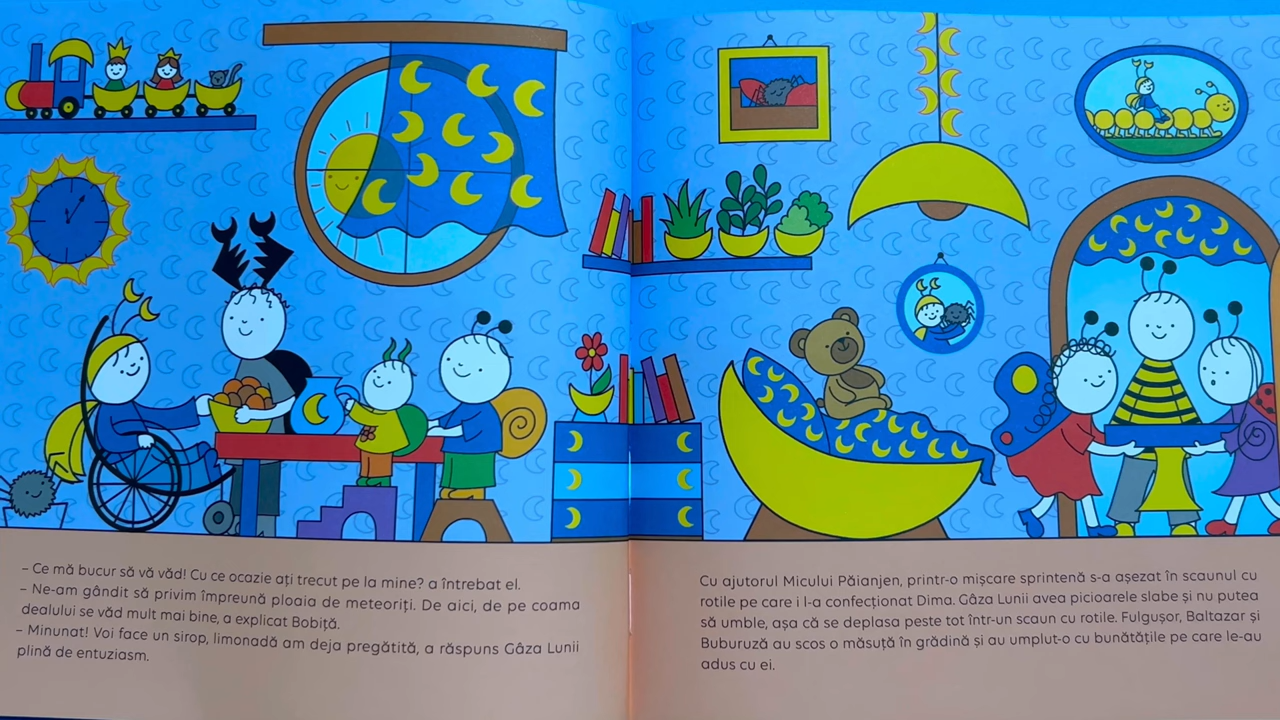 – Ce mă bucur să vă văd! Cu ce ocazie ați trecut pe la mine? a întrebat el.
– Ne-am gândit să privim împreună ploaia de meteoriți. De aici, de pe coama
dealului se văd mult mai bine, a explicat Bobiță.
– Minunat! Voi face un sirop, limonadă am deja pregătită, a răspuns Gâza Lunii
plină de entuziasm.
Cu ajutorul Micului Păianjen, printr-o mișcare sprintenă s-a așezat în scaunul cu
rotile pe care i l-a confecționat Dima. Gâza Lunii avea picioarele slabe și nu putea
să umble, așa că se deplasa peste tot într-un scaun cu rotile. Fulgușor, Baltazar și
Buburuză au scos o măsuță în grădină și au umplut-o cu bunătățile pe care le-au
adus cu ei.